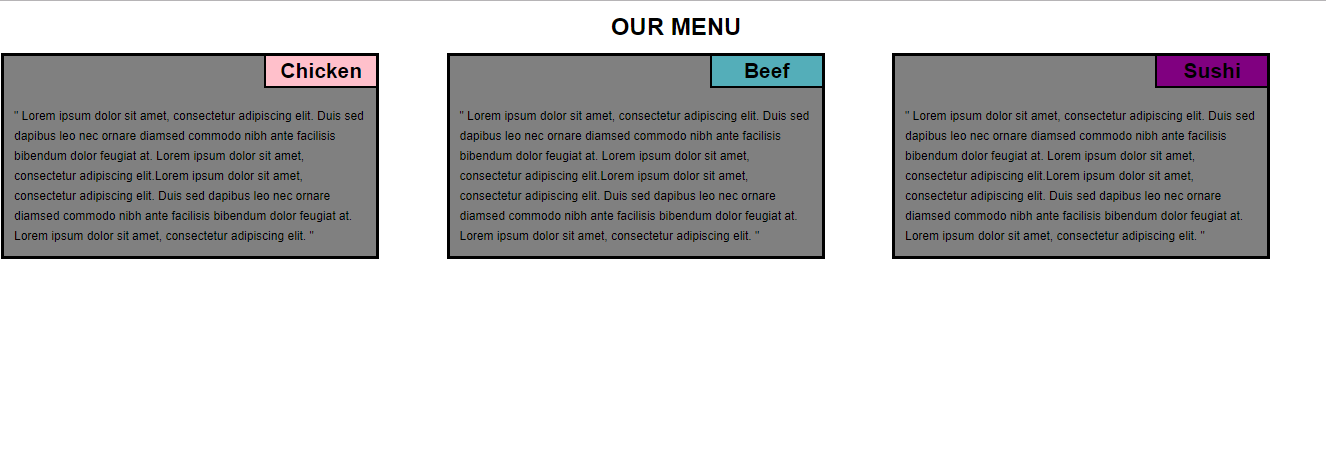 OUR MENU
Chicken
" Lorem ipsum dolor sit amet, consectetur adipiscing elit. Duis sed
dapibus leo nec ornare diamsed commodo nibh ante facilisis
bibendum dolor feugiat at. Lorem ipsum dolor sit amet,
consectetur adipiscing elit.Lorem ipsum dolor sit amet,
consectetur adipiscing elit. Duis sed dapibus leo nec ornare
diamsed commodo nibh ante facilisis bibendum dolor feugiat at.
Lorem ipsum dolor sit amet, consectetur adipiscing elit. "
Beef
" Lorem ipsum dolor sit amet, consectetur adipiscing elit. Duis sed
dapibus leo nec ornare diamsed commodo nibh ante facilisis
bibendum dolor feugiat at. Lorem ipsum dolor sit amet,
consectetur adipiscing elit.Lorem ipsum dolor sit amet,
consectetur adipiscing elit. Duis sed dapibus leo nec ornare
diamsed commodo nibh ante facilisis bibendum dolor feugiat at.
Lorem ipsum dolor sit amet, consectetur adipiscing elit. "
Sushi
" Lorem ipsum dolor sit amet, consectetur adipiscing elit. Duis sed
dapibus leo nec ornare diamsed commodo nibh ante facilisis
bibendum dolor feugiat at. Lorem ipsum dolor sit amet,
consectetur adipiscing elit.Lorem ipsum dolor sit amet,
consectetur adipiscing elit. Duis sed dapibus leo nec ornare
diamsed commodo nibh ante facilisis bibendum dolor feugiat at.
Lorem ipsum dolor sit amet, consectetur adipiscing elit. "